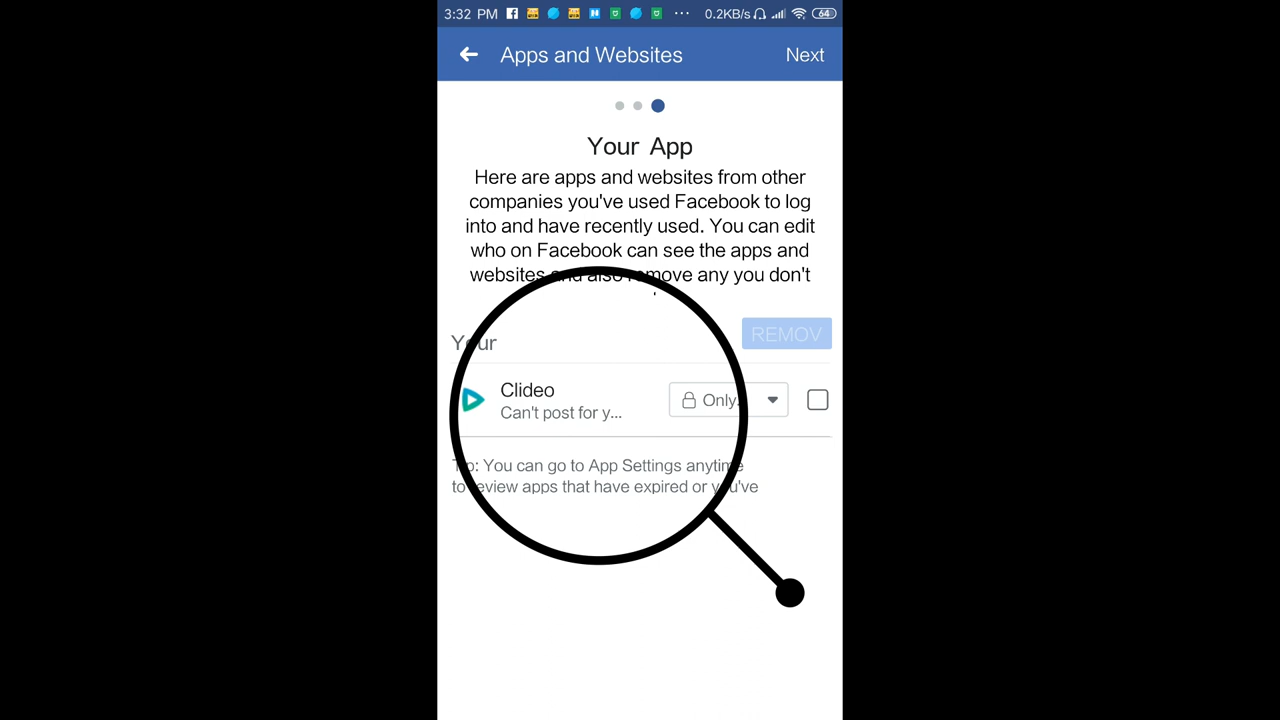 3:32 PM 0.2KB/s 64
Apps and Websites Next
Your App
Here are apps and websites from other
companies you've used Facebook to log
into and have recently used. You can edit
who on Facebook can see the apps and
websites and also remove any you don't
Your REMOV
Clideo Only.
Can't post for y...
Tip: You can go to App Settings anytime
to review apps that have expired or you've